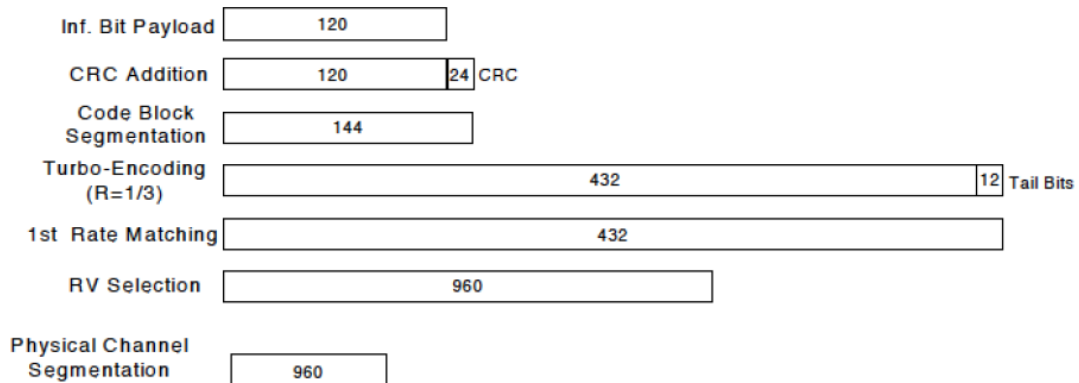 Inf. Bit Payload 120
CRC Addition 120 24 CRC
Code Block
Segmentation 144
Turbo-Encoding
(R=1/3) 432 12 Tail Bits
1st Rate Matching 432
RV Selection 960
Physical Channel
Segmentation 960